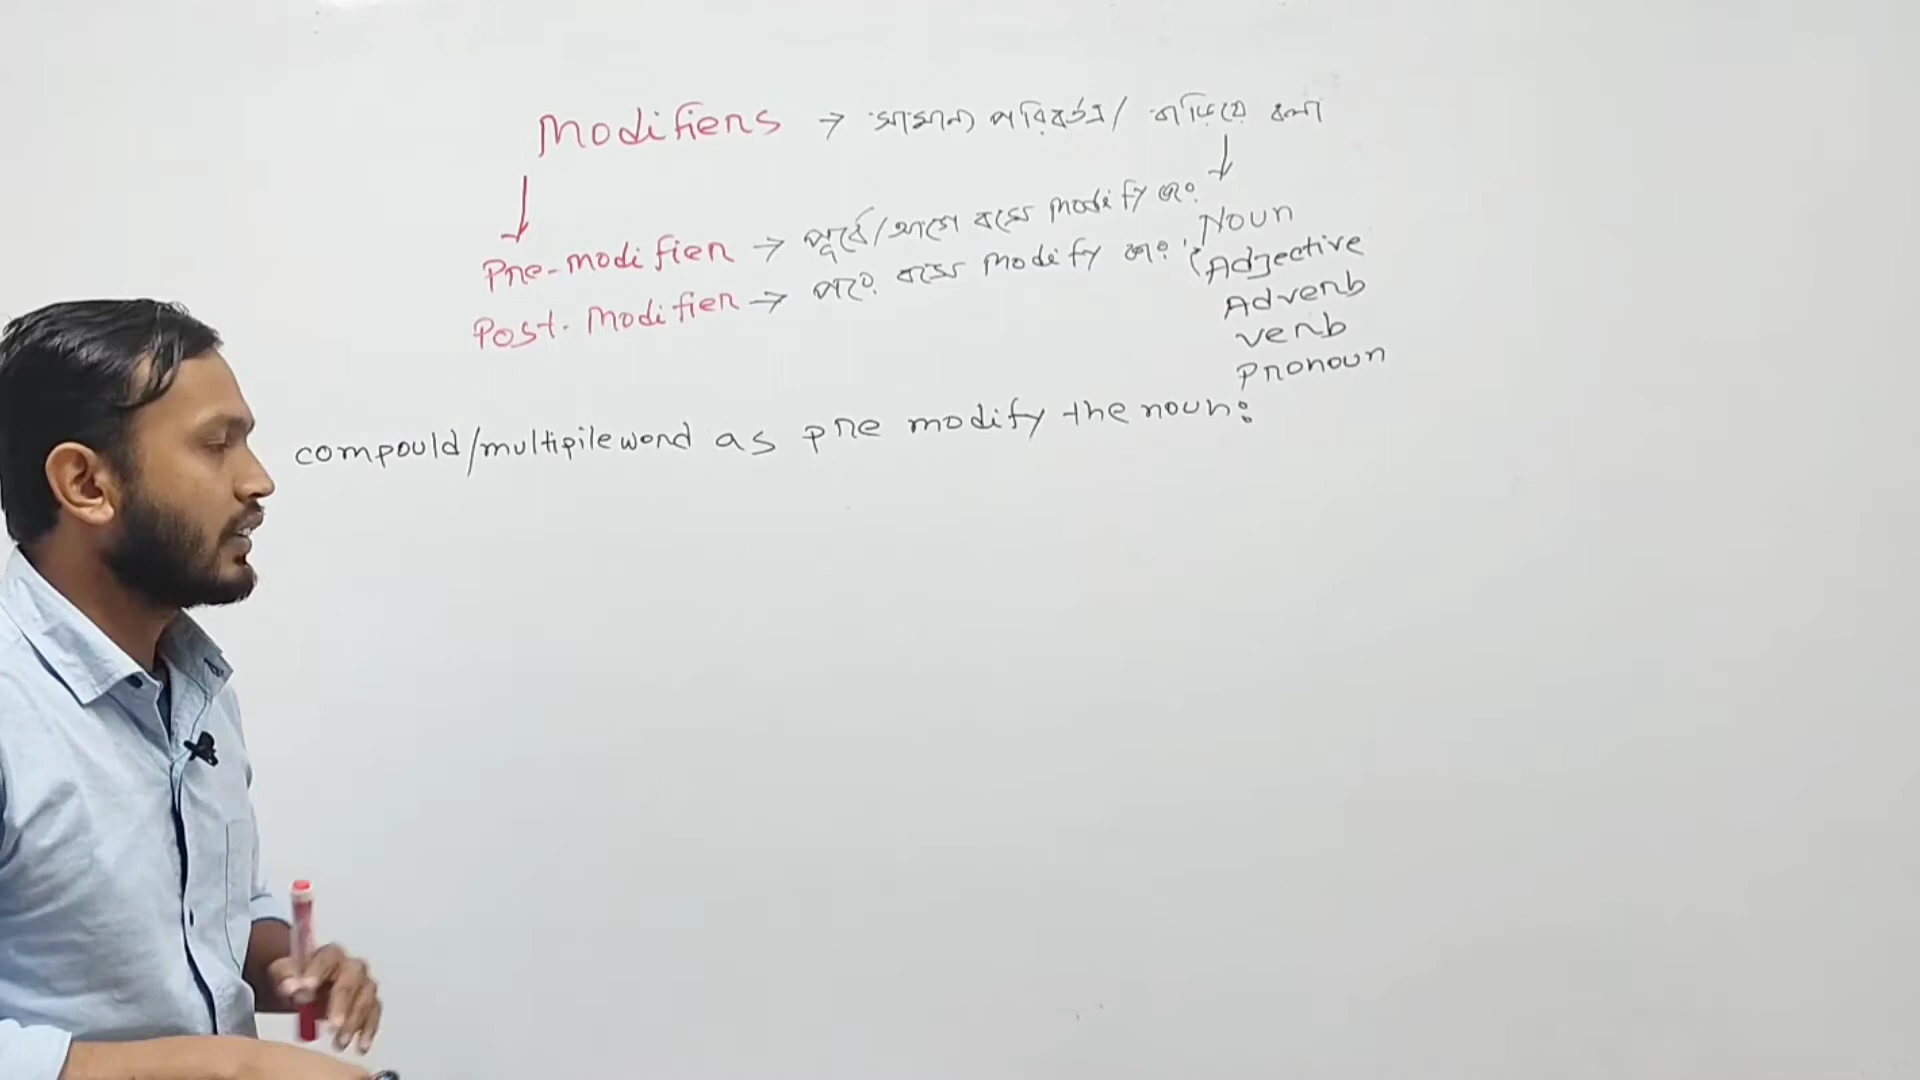 Modifiers → সামান্য পরিবর্তন / বাড়িয়ে বলা
Pre-modifier → পূর্বে/আগে বসে modify করে
Post-Modifier → পরে বসে modify করে
Noun
Adjective
Adverb
verb
Pronoun
compould/multipile word as pre modify the noun: